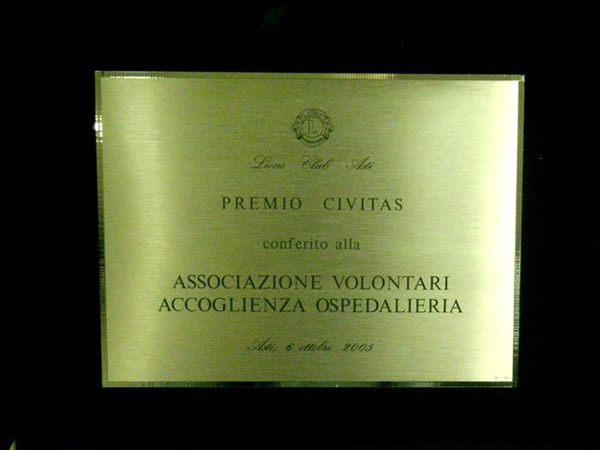 L
Lions Club Asti
PREMIO CIVITAS
conferito alla
ASSOCIAZIONE VOLONTARI
ACCOGLIENZA OSPEDALIERIA
Asti, 6 ottobre 2005